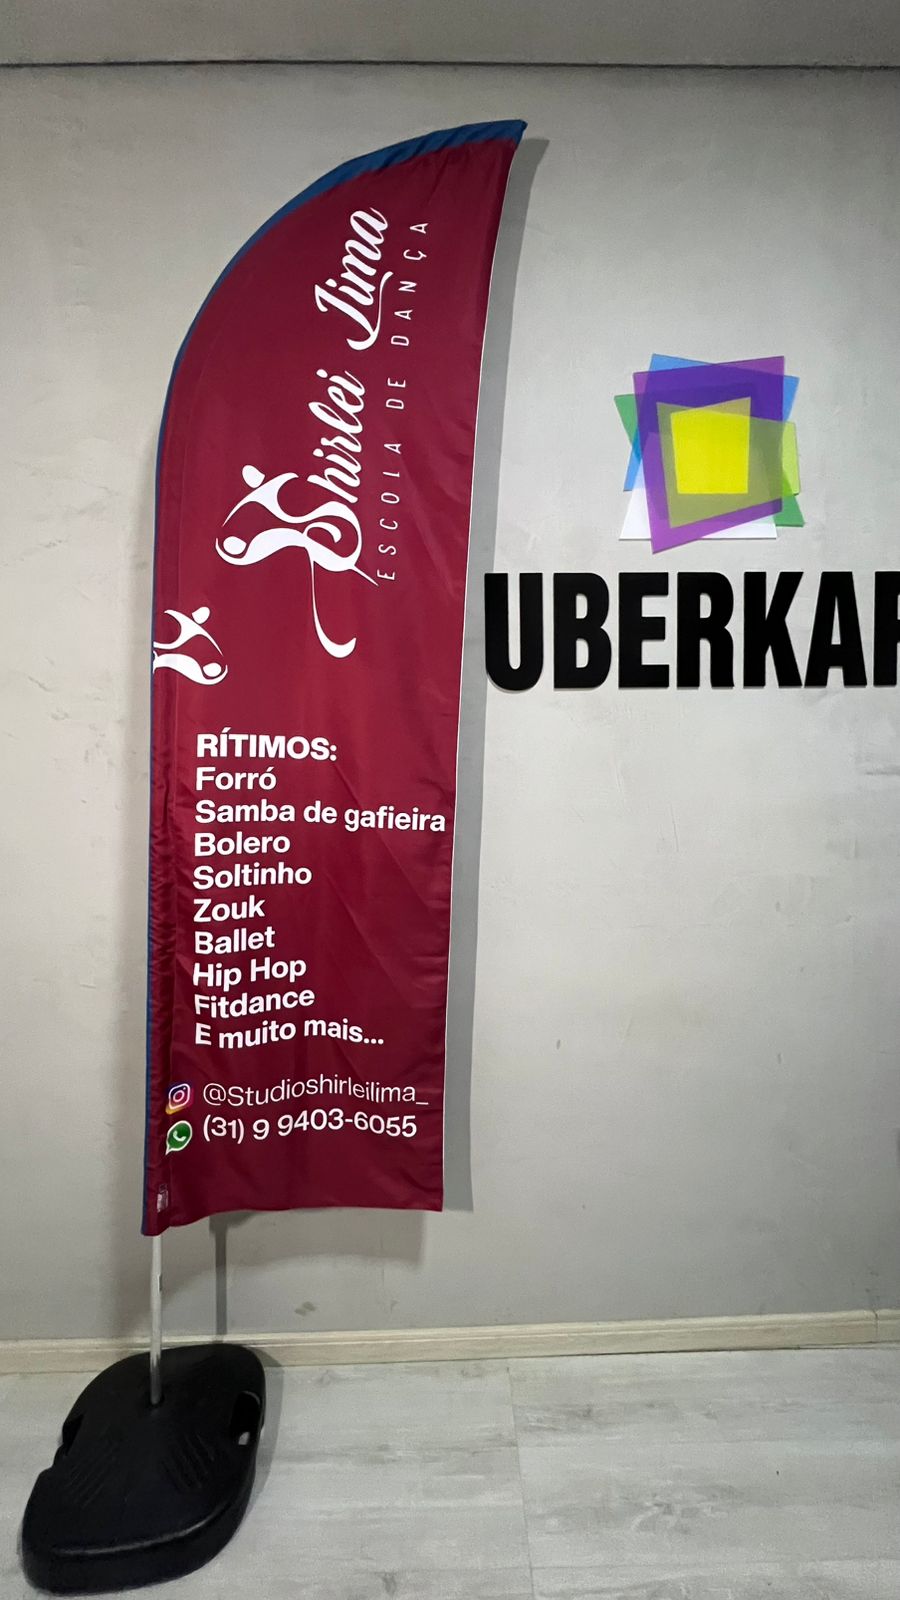 Shirlei Lima
ESCOLA DE DANÇA
RÍTIMOS:
Forró
Samba de gafieira
Bolero
Soltinho
Zouk
Ballet
Hip Hop
Fitdance
E muito mais...
@Studioshirleilima_
(31) 9 9403-6055
UBERKAR